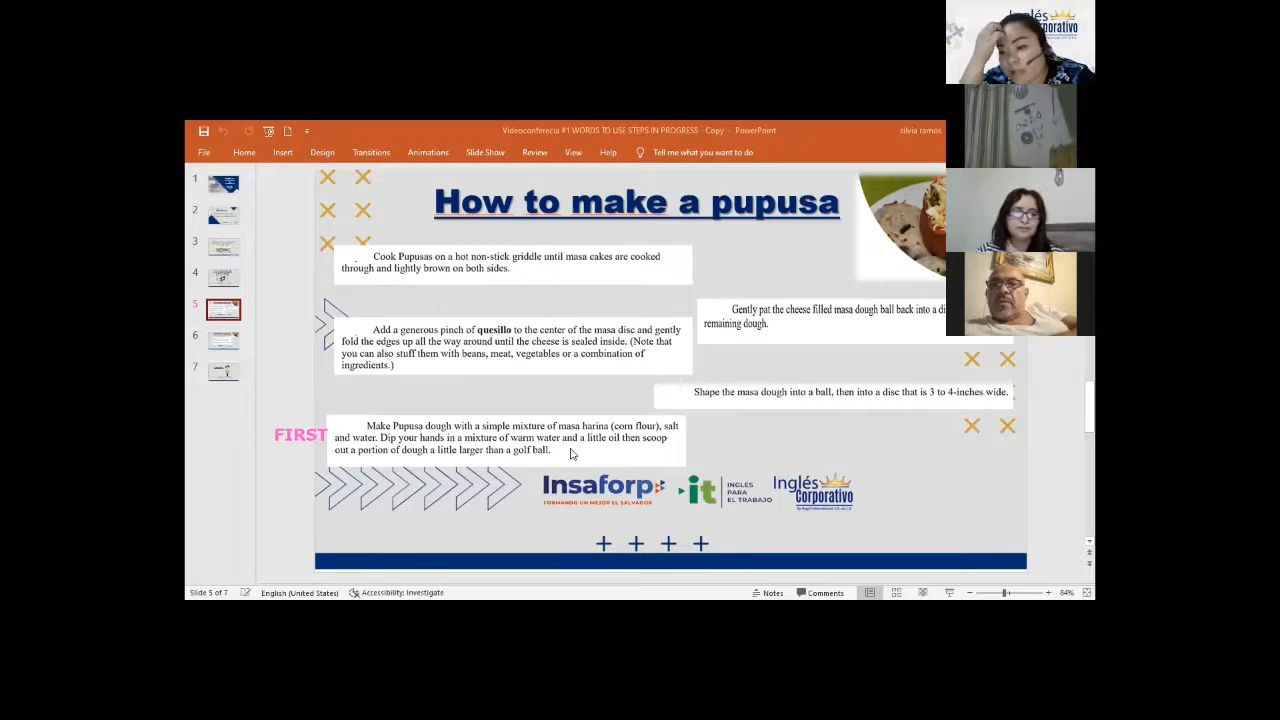 Inglés
Corporativo
Videoconferecia #1 WORDS TO USE STEPS IN PROGRESS - Copy - PowerPoint
silvia ramos
File Home Insert Design Transitions Animations Slide Show Review View Help Tell me what you want to do
1
2
3
4
5
6
7
How to make a pupusa
Cook Pupusas on a hot non-stick griddle until masa cakes are cooked
through and lightly brown on both sides.
Gently pat the cheese filled masa dough ball back into a
remaining dough.
Add a generous pinch of quesillo to the center of the masa disc and gently
fold the edges up all the way around until the cheese is sealed inside. (Note that
you can also stuff them with beans, meat, vegetables or a combination of
ingredients.)
Shape the masa dough into a ball, then into a disc that is 3 to 4-inches wide.
FIRST
Make Pupusa dough with a simple mixture of masa harina (corn flour), salt
and water. Dip your hands in a mixture of warm water and a little oil then scoop
out a portion of dough a little larger than a golf ball.
Insaforp
FORMANDO UN MEJOR EL SALVADOR
it
INGLÉS
PARA
EL TRABAJO
Inglés
Corporativo
Slide 5 of 7 English (United States) Accessibility: Investigate Notes Comments 84%